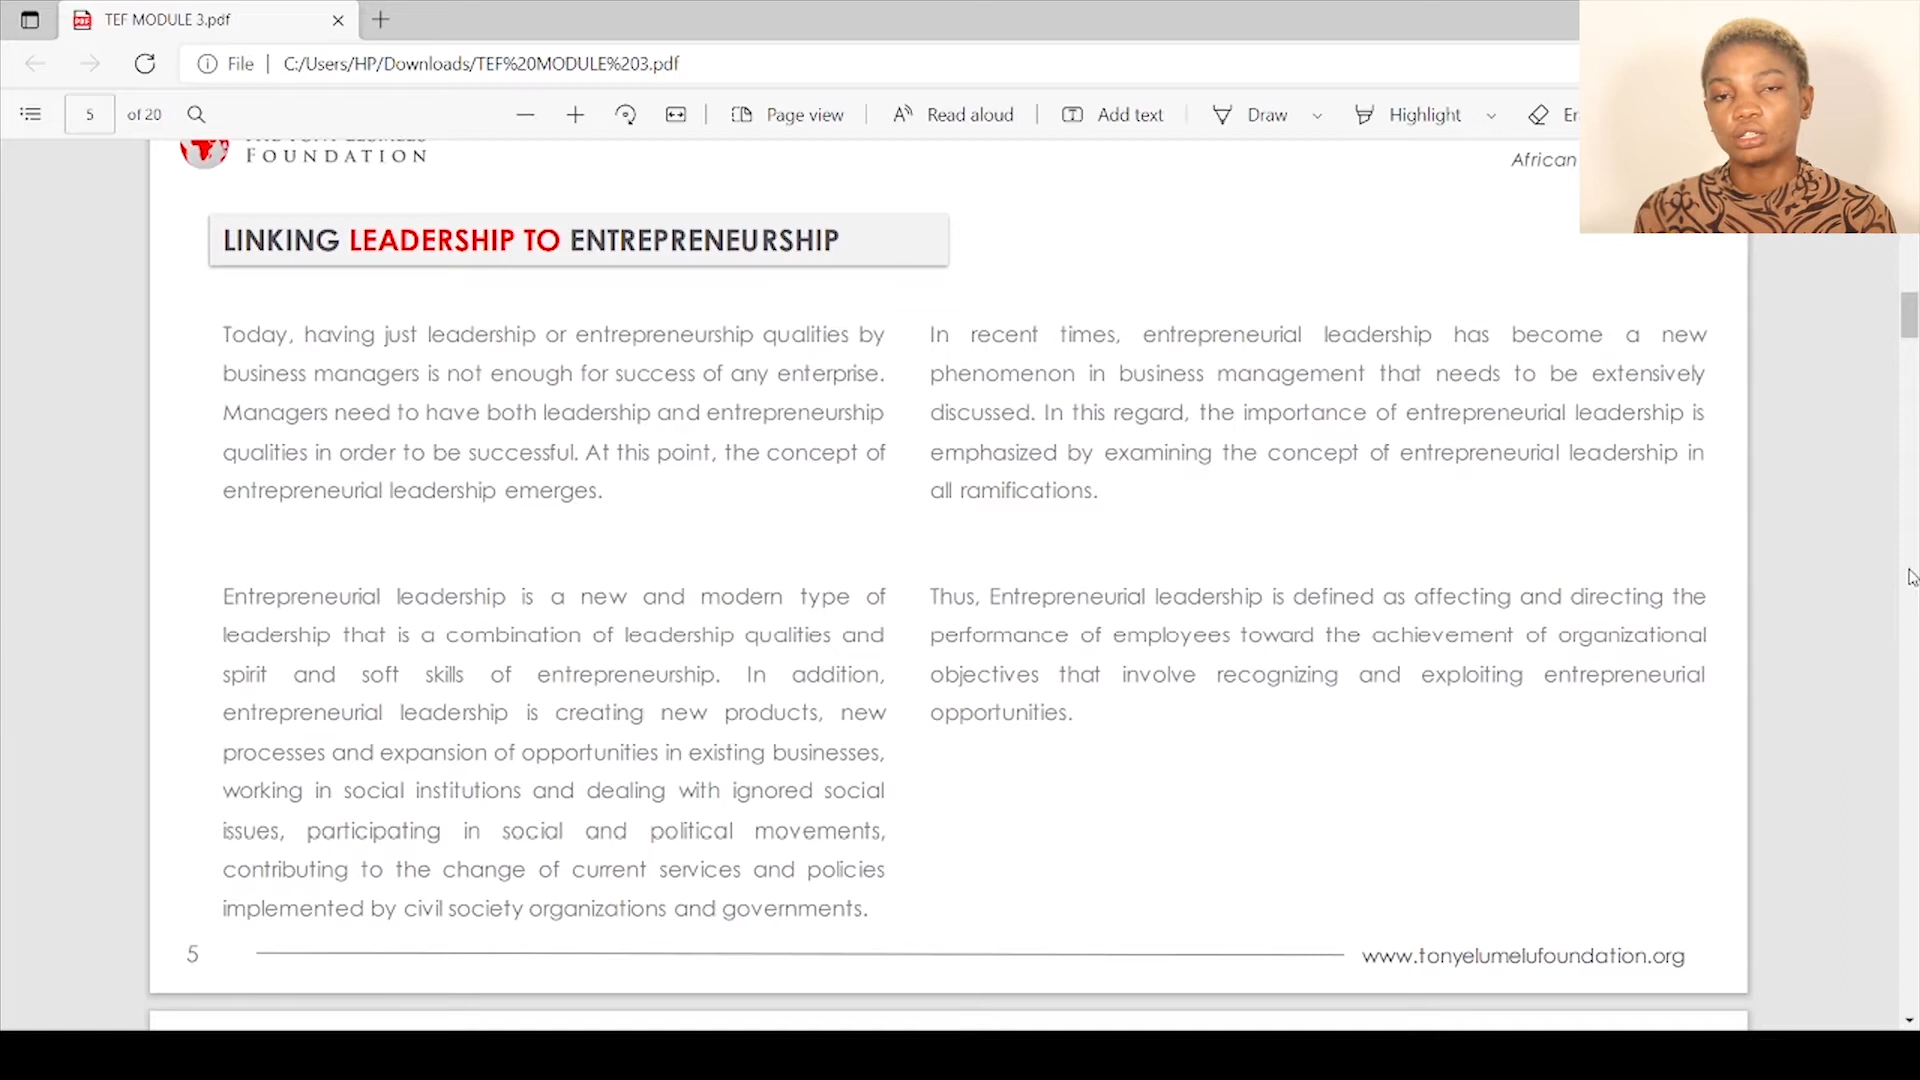 TEF MODULE 3.pdf
File
C:/Users/HP/Downloads/TEF%20MODULE%203.pdf
5 of 20
Page view
Read aloud
Add text
Draw
Highlight
FOUNDATION
African
LINKING LEADERSHIP TO ENTREPRENEURSHIP
Today, having just leadership or entrepreneurship qualities by
business managers is not enough for success of any enterprise.
Managers need to have both leadership and entrepreneurship
qualities in order to be successful. At this point, the concept of
entrepreneurial leadership emerges.
Entrepreneurial leadership is a new and modern type of
leadership that is a combination of leadership qualities and
spirit and soft skills of entrepreneurship. In addition,
entrepreneurial leadership is creating new products, new
processes and expansion of opportunities in existing businesses,
working in social institutions and dealing with ignored social
issues, participating in social and political movements,
contributing to the change of current services and policies
implemented by civil society organizations and governments.
In recent times, entrepreneurial leadership has become a new
phenomenon in business management that needs to be extensively
discussed. In this regard, the importance of entrepreneurial leadership is
emphasized by examining the concept of entrepreneurial leadership in
all ramifications.
Thus, Entrepreneurial leadership is defined as affecting and directing the
performance of employees toward the achievement of organizational
objectives that involve recognizing and exploiting entrepreneurial
opportunities.
5
www.tonyelumelufoundation.org